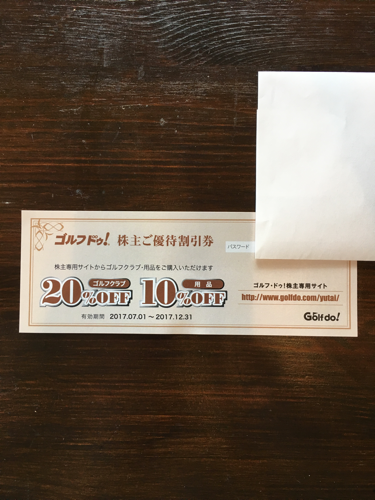 ゴルフドゥ! 株主ご優待割引券
パスワード
株主専用サイトからゴルフクラブ・用品をご購入いただけます
ゴルフクラブ
20%OFF
用品
10%OFF
有効期間 2017.07.01〜2017.12.31
ゴルフ・ドゥ!株主専用サイト
http://www.golfdo.com/yutai/
Golf do!